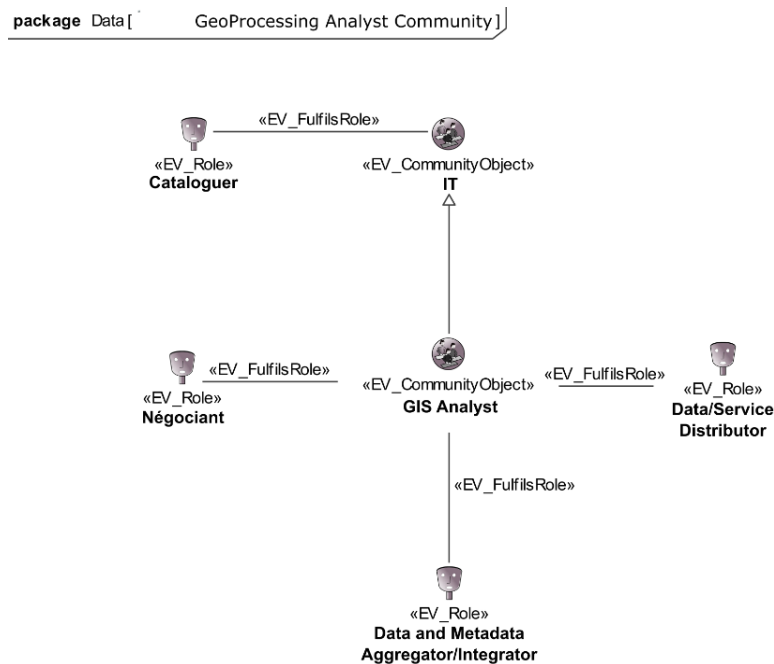 package Data[ GeoProcessing Analyst Community]
«EV_FulfilsRole»
«EV_Role»
Cataloguer
«EV_CommunityObject»
IT
«EV_FulfilsRole»
«EV_Role»
Négociant
«EV_CommunityObject»
GIS Analyst
«EV_FulfilsRole»
«EV_Role»
Data/Service
Distributor
«EV_FulfilsRole»
«EV_Role»
Data and Metadata
Aggregator/Integrator